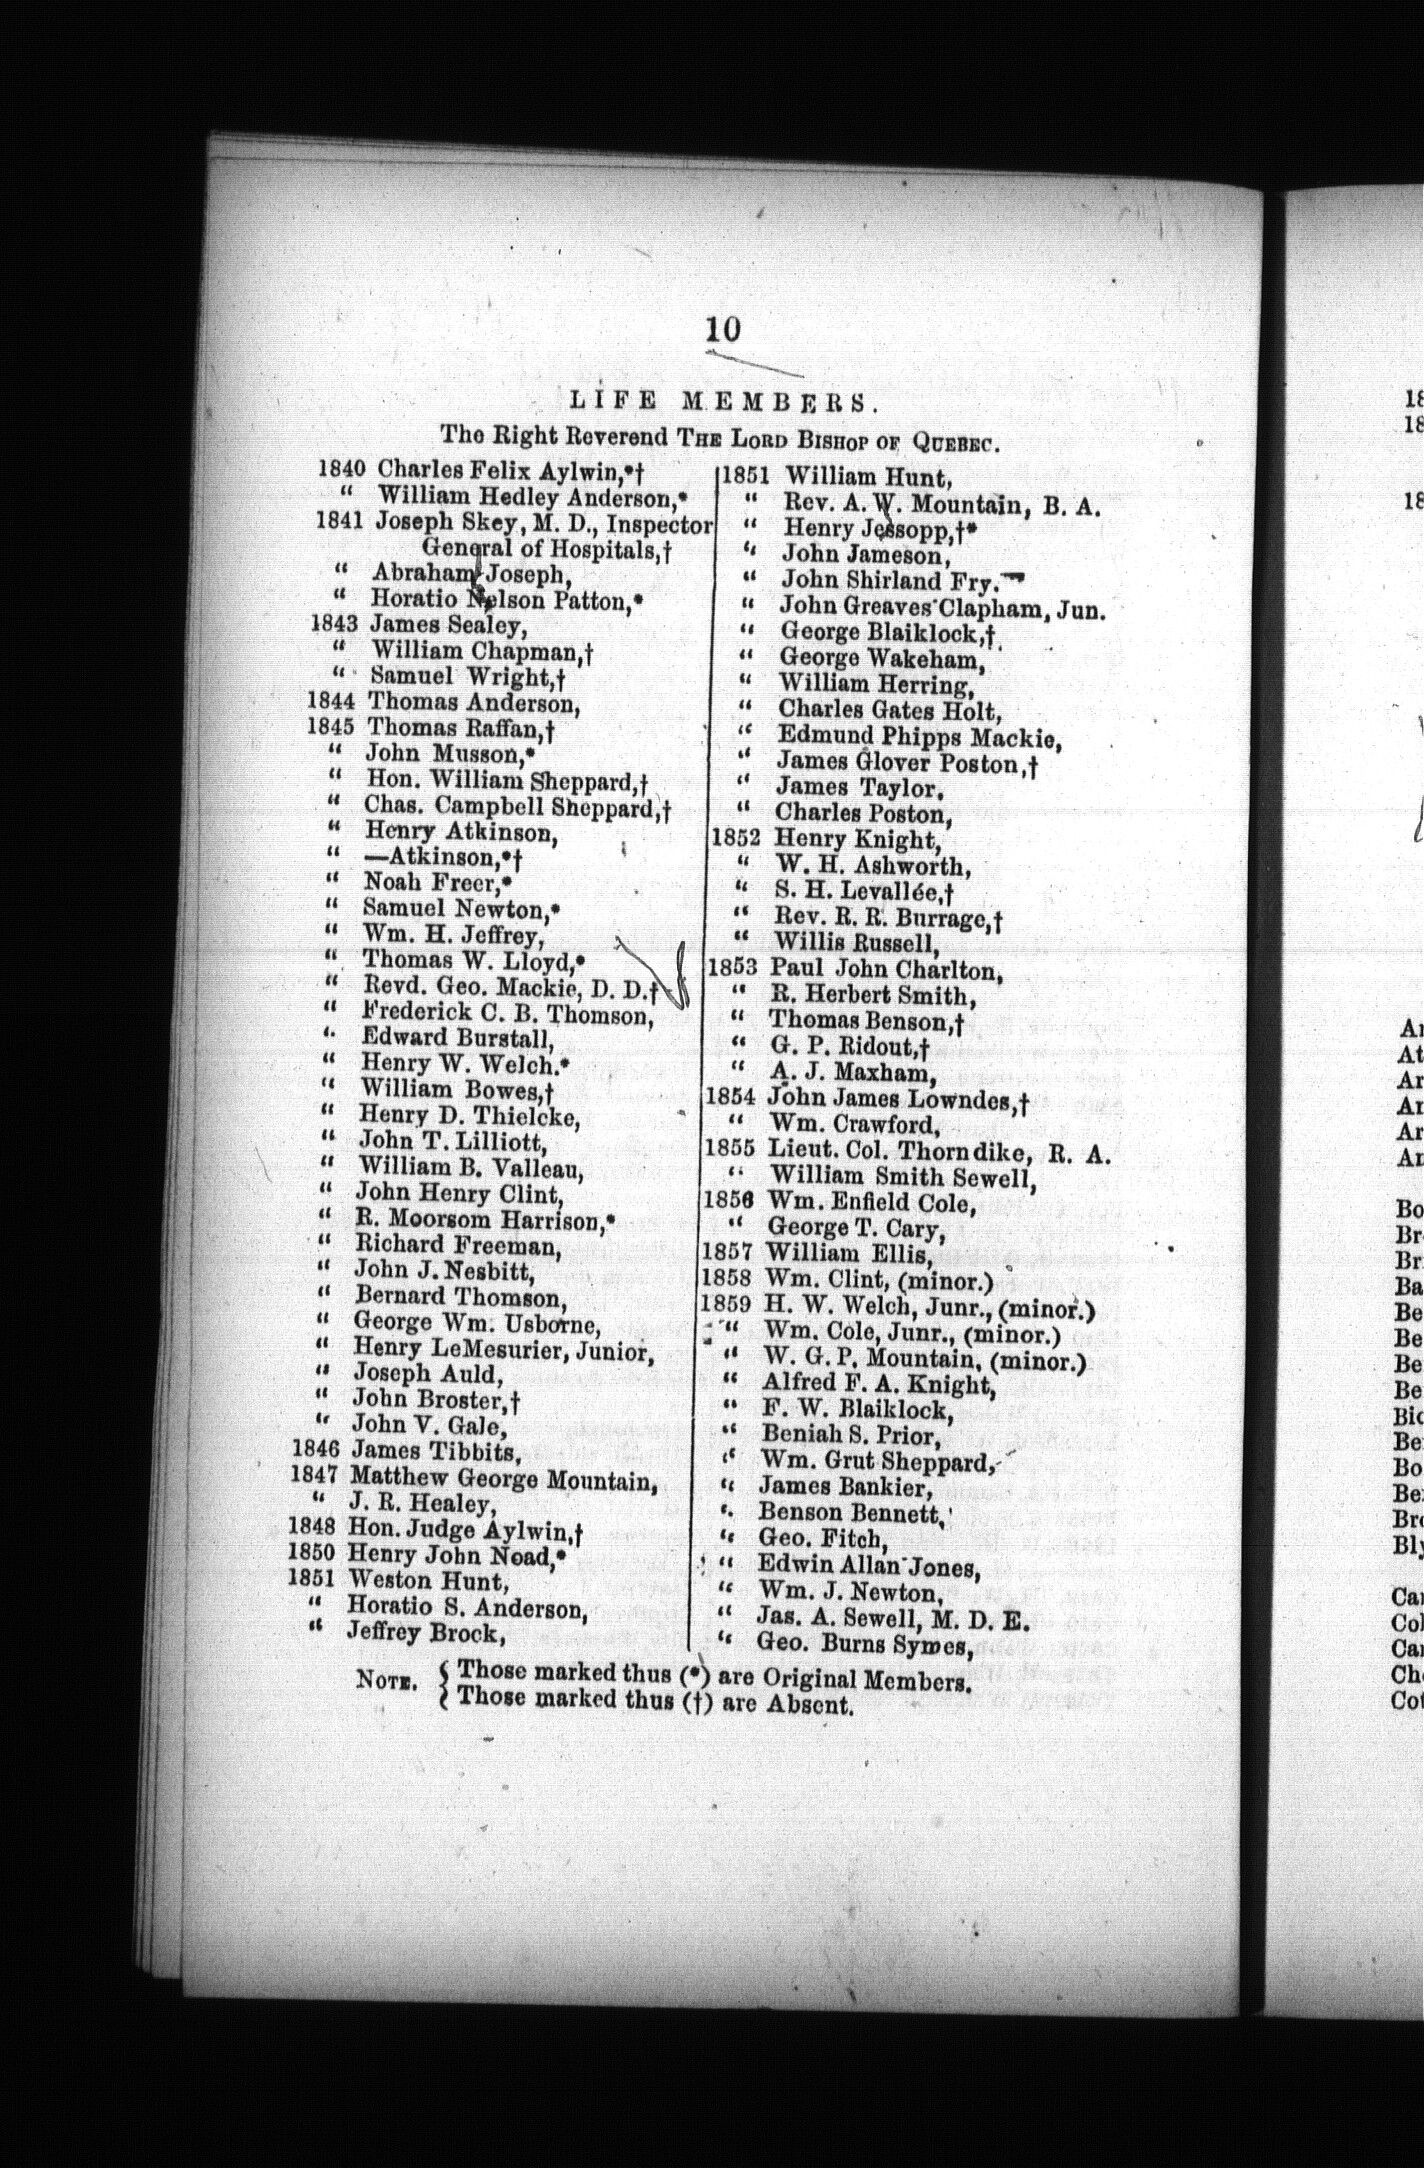 10
LIFE MEMBERS.
The Right Reverend THE LORD BISHOP OF QUEBEC.
1840 Charles Felix Aylwin,*†
“ William Hedley Anderson,*
1841 Joseph Skey, M. D., Inspector
General of Hospitals,†
“ Abraham Joseph,
“ Horatio Nelson Patton,*
1843 James Sealey,
“ William Chapman,†
“ Samuel Wright,†
1844 Thomas Anderson,
1845 Thomas Raffan,†
“ John Musson,*
“ Hon. William Sheppard,†
“ Chas. Campbell Sheppard,†
“ Henry Atkinson,
“ —Atkinson,*†
“ Noah Freer,*
“ Samuel Newton,*
“ Wm. H. Jeffrey,
“ Thomas W. Lloyd,*
“ Revd. Geo. Mackie, D. D.†
“ Frederick C. B. Thomson,
“ Edward Burstall,
“ Henry W. Welch.*
“ William Bowes,†
“ Henry D. Thielcke,
“ John T. Lilliott,
“ William B. Valleau,
“ John Henry Clint,
“ R. Moorsom Harrison,*
“ Richard Freeman,
“ John J. Nesbitt,
“ Bernard Thomson,
“ George Wm. Usborne,
“ Henry LeMesurier, Junior,
“ Joseph Auld,
“ John Broster,†
“ John V. Gale,
1846 James Tibbits,
1847 Matthew George Mountain,
“ J. R. Healey,
1848 Hon. Judge Aylwin,†
1850 Henry John Noad,*
1851 Weston Hunt,
“ Horatio S. Anderson,
“ Jeffrey Brock,
1851 William Hunt,
“ Rev. A. W. Mountain, B. A.
“ Henry Jessopp,†*
“ John Jameson,
“ John Shirland Fry.
“ John Greaves Clapham, Jun.
“ George Blaiklock,†
“ George Wakeham,
“ William Herring,
“ Charles Gates Holt,
“ Edmund Phipps Mackie,
“ James Glover Poston,†
“ James Taylor,
“ Charles Poston,
1852 Henry Knight,
“ W. H. Ashworth,
“ S. H. Levallée,†
“ Rev. R. R. Burrage,†
“ Willis Russell,
1853 Paul John Charlton,
“ R. Herbert Smith,
“ Thomas Benson,†
“ G. P. Ridout,†
“ A. J. Maxham,
1854 John James Lowndes,†
“ Wm. Crawford,
1855 Lieut. Col. Thorndike, R. A.
“ William Smith Sewell,
1856 Wm. Enfield Cole,
“ George T. Cary,
1857 William Ellis,
1858 Wm. Clint, (minor.)
1859 H. W. Welch, Junr., (minor.)
“ Wm. Cole, Junr., (minor.)
“ W. G. P. Mountain, (minor.)
“ Alfred F. A. Knight,
“ F. W. Blaiklock,
“ Beniah S. Prior,
“ Wm. Grut Sheppard,
“ James Bankier,
“ Benson Bennett,
“ Geo. Fitch,
“ Edwin Allan Jones,
“ Wm. J. Newton,
“ Jas. A. Sewell, M. D. E.
“ Geo. Burns Symes,
NOTE. { Those marked thus (*) are Original Members.
{ Those marked thus (†) are Absent.